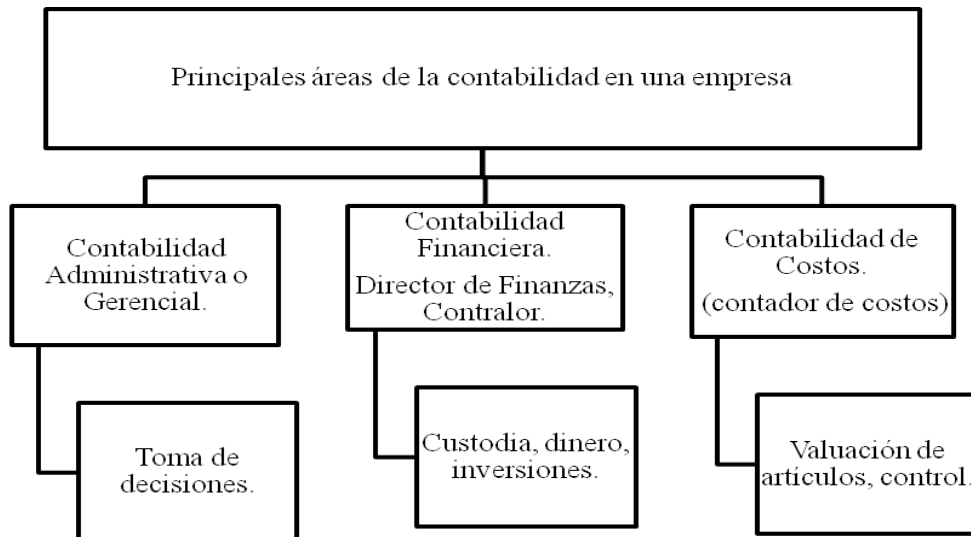 Principales áreas de la contabilidad en una empresa
Contabilidad
Administrativa o
Gerencial.
Contabilidad
Financiera.
Director de Finanzas,
Contralor.
Contabilidad de
Costos.
(contador de costos)
Toma de
decisiones.
Custodia, dinero,
inversiones.
Valuación de
artículos, control.